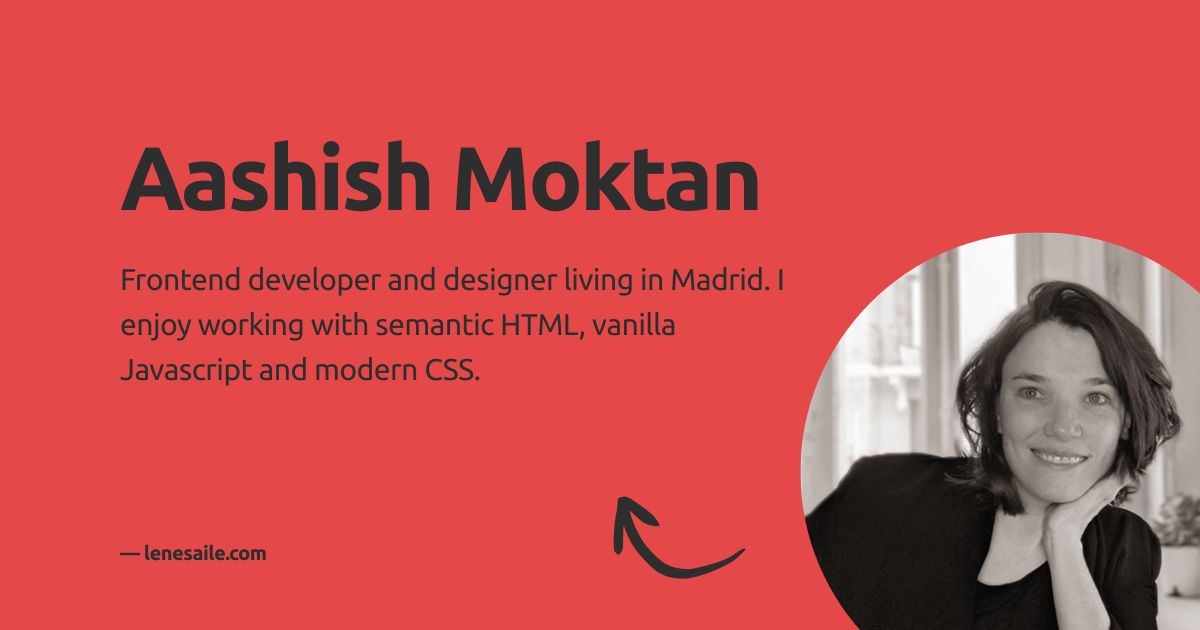 Aashish Moktan
Frontend developer and designer living in Madrid. I
enjoy working with semantic HTML, vanilla
Javascript and modern CSS.
— lenesaile.com